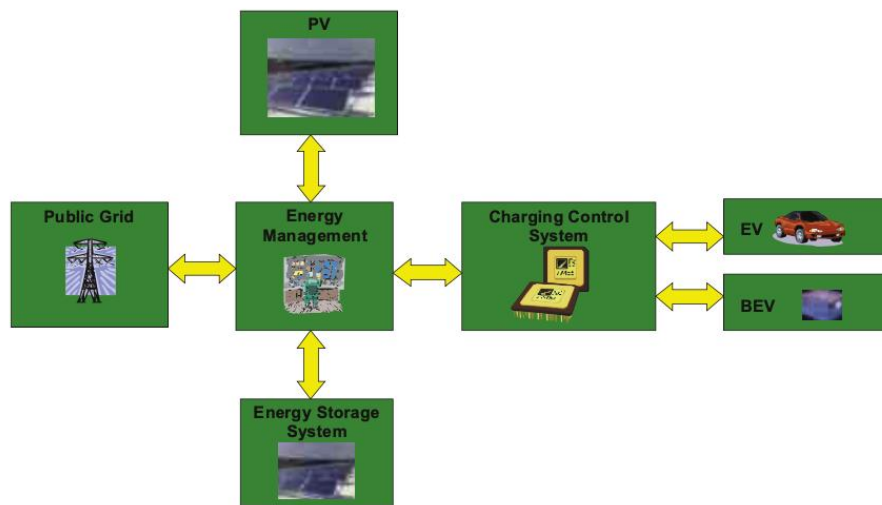 PV
Public Grid
Energy
Management
Charging Control
System
EV
BEV
Energy Storage
System